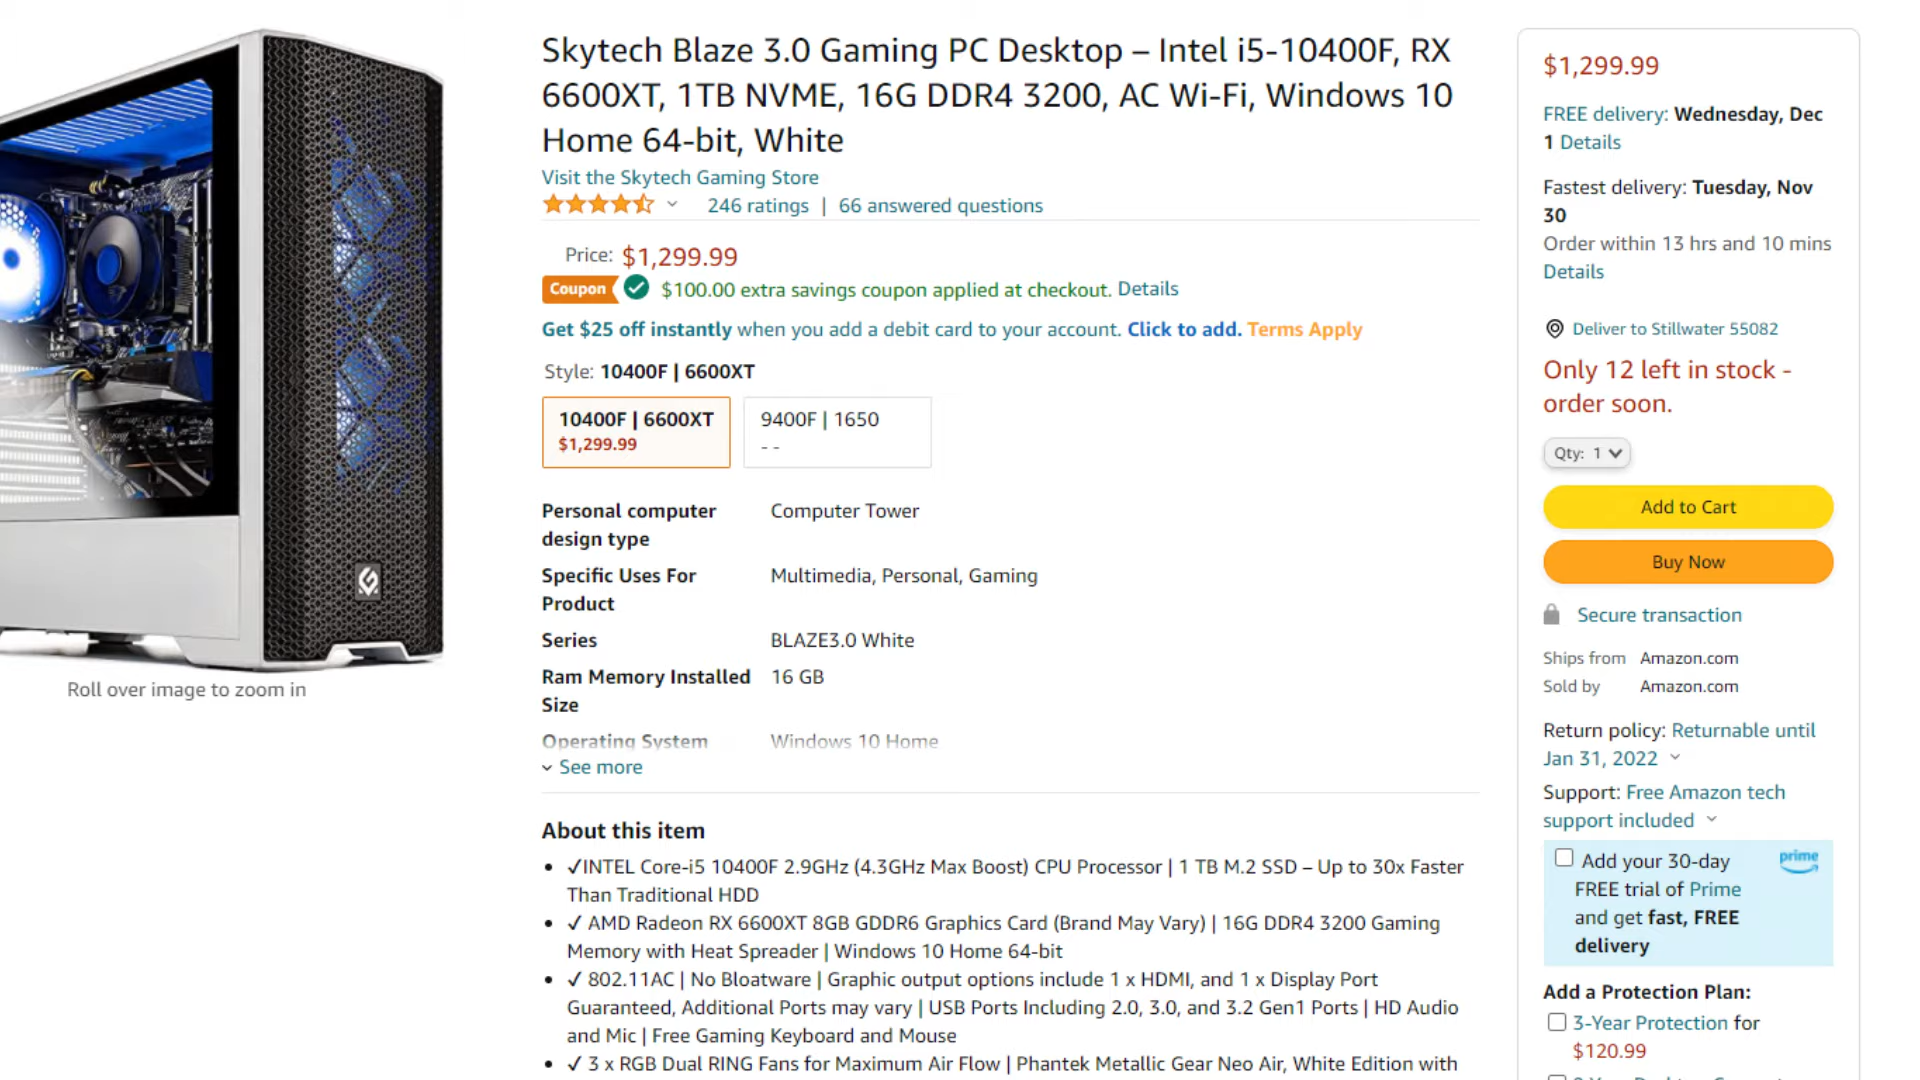 Skytech Blaze 3.0 Gaming PC Desktop – Intel i5-10400F, RX
6600XT, 1TB NVME, 16G DDR4 3200, AC Wi-Fi, Windows 10
Home 64-bit, White
Visit the Skytech Gaming Store
246 ratings | 66 answered questions
Price: $1,299.99
Coupon $100.00 extra savings coupon applied at checkout. Details
Get $25 off instantly when you add a debit card to your account. Click to add. Terms Apply
Style: 10400F | 6600XT
10400F | 6600XT 9400F | 1650
$1,299.99 - -
Personal computer Computer Tower
design type
Specific Uses For Multimedia, Personal, Gaming
Product
Series BLAZE3.0 White
Ram Memory Installed 16 GB
Size
Operating System Windows 10 Home
See more
Roll over image to zoom in
About this item
• ✓INTEL Core-i5 10400F 2.9GHz (4.3GHz Max Boost) CPU Processor | 1 TB M.2 SSD – Up to 30x Faster
Than Traditional HDD
• ✓ AMD Radeon RX 6600XT 8GB GDDR6 Graphics Card (Brand May Vary) | 16G DDR4 3200 Gaming
Memory with Heat Spreader | Windows 10 Home 64-bit
• ✓ 802.11AC | No Bloatware | Graphic output options include 1 x HDMI, and 1 x Display Port
Guaranteed, Additional Ports may vary | USB Ports Including 2.0, 3.0, and 3.2 Gen1 Ports | HD Audio
and Mic | Free Gaming Keyboard and Mouse
• ✓ 3 x RGB Dual RING Fans for Maximum Air Flow | Phantek Metallic Gear Neo Air, White Edition with
$1,299.99
FREE delivery: Wednesday, Dec
1 Details
Fastest delivery: Tuesday, Nov
30
Order within 13 hrs and 10 mins
Details
Deliver to Stillwater 55082
Only 12 left in stock -
order soon.
Qty: 1
Add to Cart
Buy Now
Secure transaction
Ships from Amazon.com
Sold by Amazon.com
Return policy: Returnable until
Jan 31, 2022
Support: Free Amazon tech
support included
Add your 30-day prime
FREE trial of Prime
and get fast, FREE
delivery
Add a Protection Plan:
3-Year Protection for
$120.99